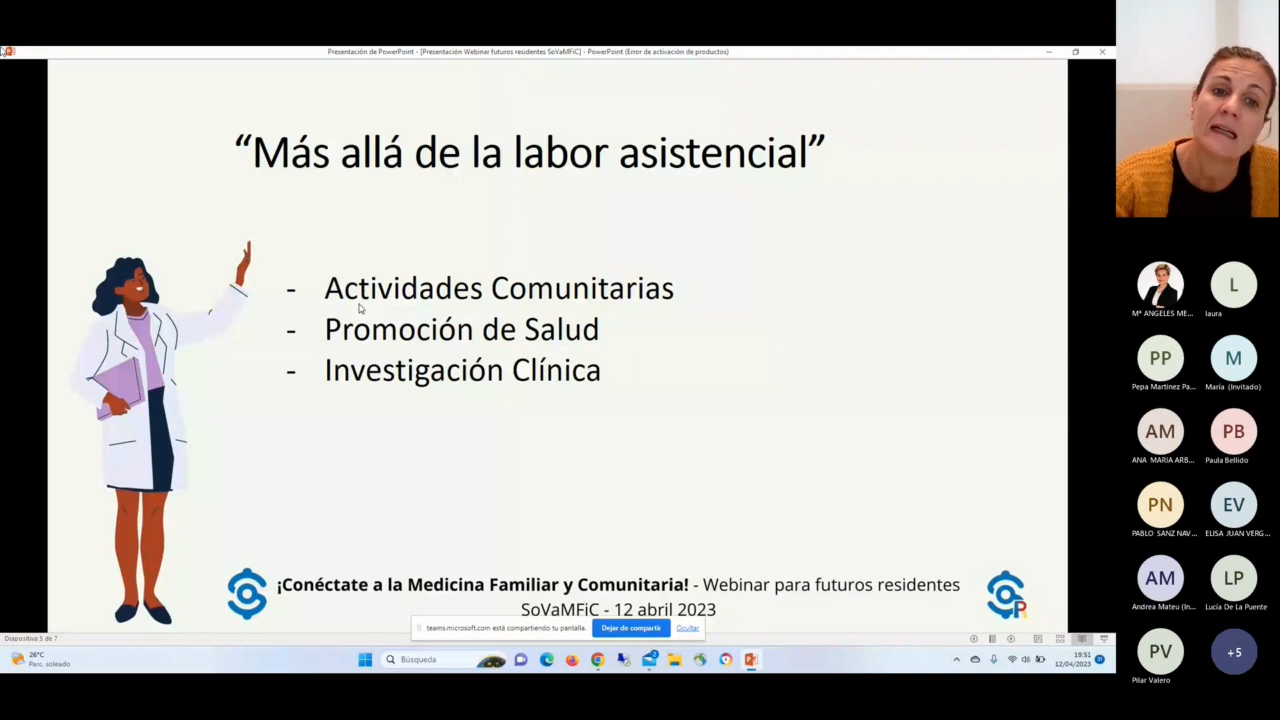 Presentación de PowerPoint - [Presentación Webinar futuros residentes SoVaMFiC] - PowerPoint (Error de activación de productos)
“Más allá de la labor asistencial”
- Actividades Comunitarias
- Promoción de Salud
- Investigación Clínica
¡Conéctate a la Medicina Familiar y Comunitaria! - Webinar para futuros residentes
SoVaMFiC - 12 abril 2023
teams.microsoft.com está compartiendo tu pantalla.
Dejar de compartir
Ocultar
Diapositiva 5 de 7
26°C
Parc. soleado
Búsqueda
19:51
12/04/2023
Mª ANGELES ME...
L
laura
PP
Pepa Martinez Pa...
M
María (Invitado)
AM
ANA MARIA ARB...
PB
Paula Bellido
PN
PABLO SANZ NAV...
EV
ELISA JUAN VERG...
AM
Andrea Mateu (In...
LP
Lucía De La Puente
PV
Pilar Valero
+5